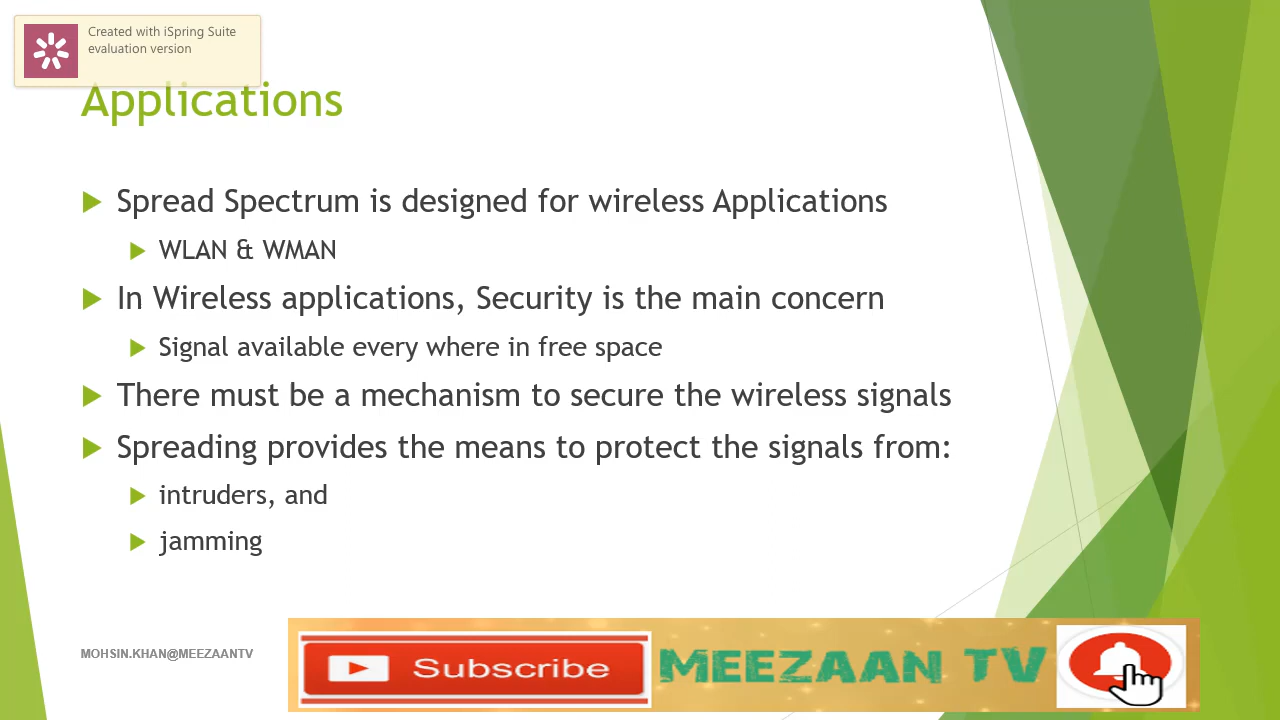 Created with iSpring Suite
evaluation version
Applications
Spread Spectrum is designed for wireless Applications
WLAN & WMAN
In Wireless applications, Security is the main concern
Signal available every where in free space
There must be a mechanism to secure the wireless signals
Spreading provides the means to protect the signals from:
intruders, and
jamming
MOHSIN.KHAN@MEEZAANTV
Subscribe
MEEZAAN TV